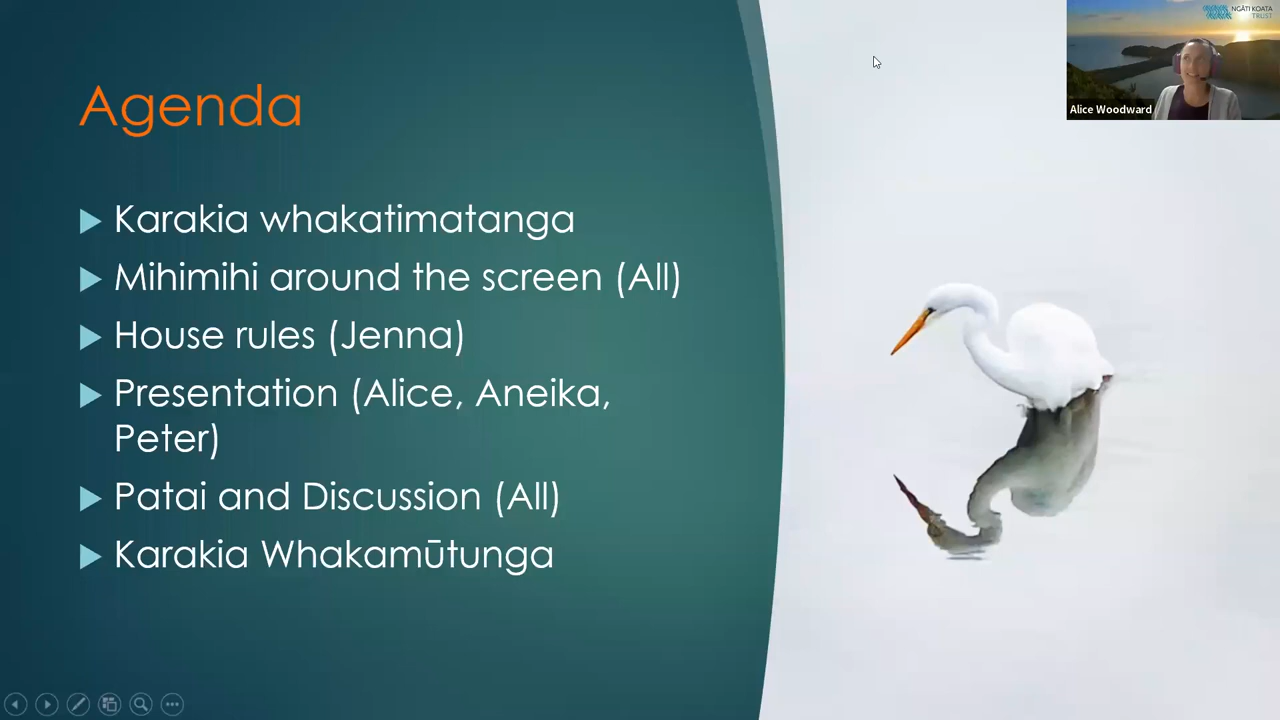 Agenda
Karakia whakatimatanga
Mihimihi around the screen (All)
House rules (Jenna)
Presentation (Alice, Aneika,
Peter)
Patai and Discussion (All)
Karakia Whakamūtunga
NGĀTI KOATA
TRUST
Alice Woodward